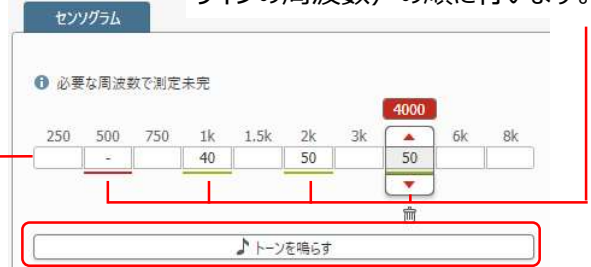 ラインの周波数）の順に行います。
センソグラム
必要な周波数で測定未完
4000
250 500 750 1k 1.5k 2k 3k 6k 8k
- 40 50 50
トーンを鳴らす